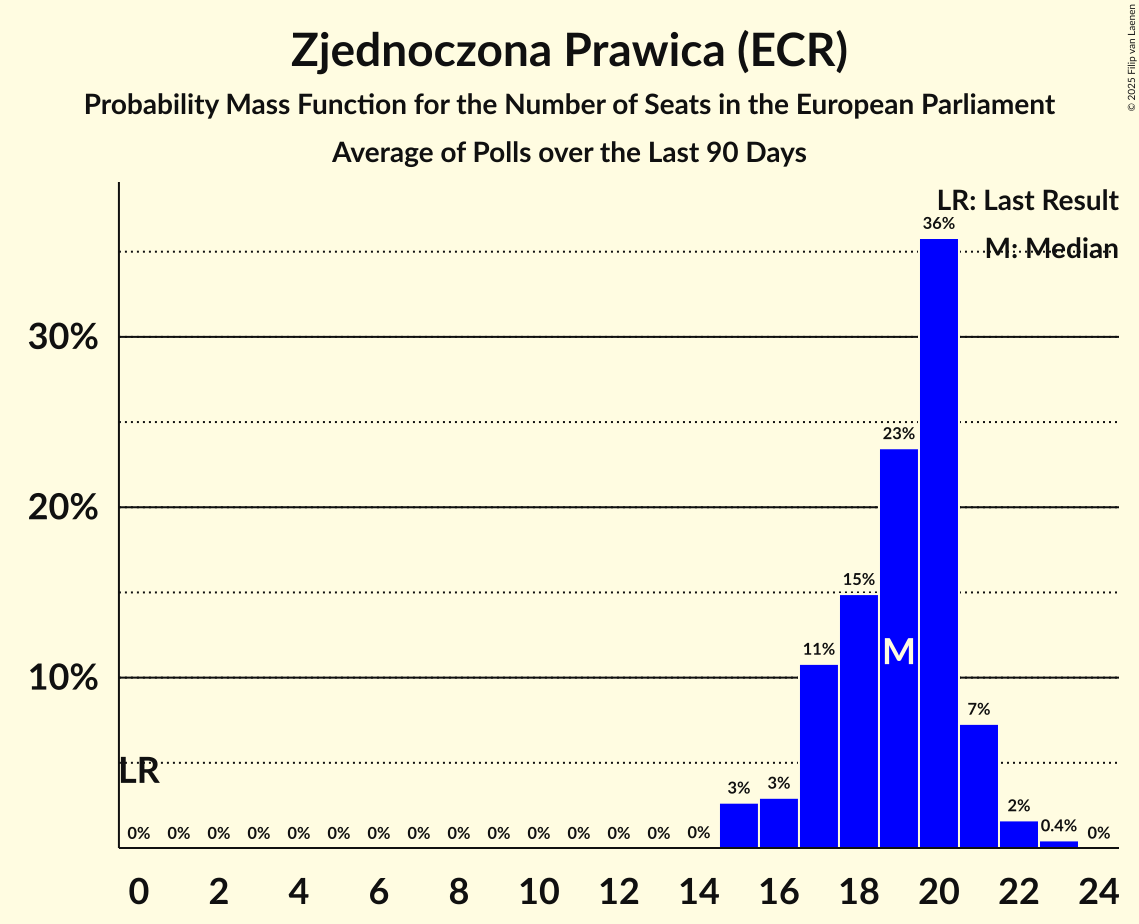 Zjednoczona Prawica (ECR)
Probability Mass Function for the Number of Seats in the European Parliament
Average of Polls over the Last 90 Days
© 2025 Filip van Laenen
LR: Last Result
M: Median
36%
30%
23%
20%
15%
11%
M
10%
7%
LR
3%
3%
2%
0.4%
0% 0% 0% 0% 0% 0% 0% 0% 0% 0% 0% 0% 0% 0% 0% 0%
0 2 4 6 8 10 12 14 16 18 20 22 24